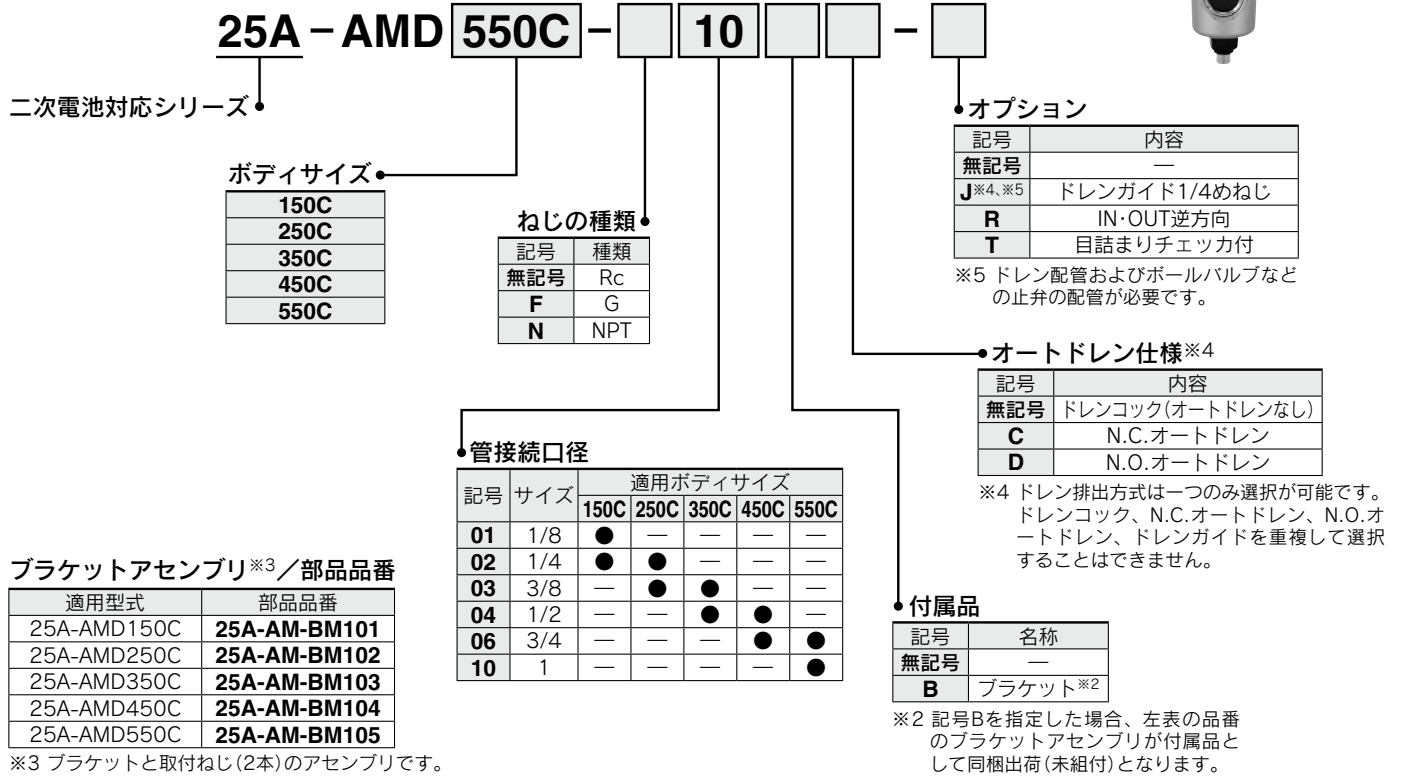 25A-AMD 550C - 10 -
二次電池対応シリーズ
ボディサイズ
150C
250C
350C
450C
550C
ねじの種類
記号 種類
無記号 Rc
F G
N NPT
オプション
記号 内容
無記号 —
J※4、※5 ドレンガイド1/4めねじ
R IN・OUT逆方向
T 目詰まりチェッカ付
※5 ドレン配管およびボールバルブなど
の止弁の配管が必要です。
オートドレン仕様※4
記号 内容
無記号 ドレンコック(オートドレンなし)
C N.C.オートドレン
D N.O.オートドレン
※4 ドレン排出方式は一つのみ選択が可能です。
ドレンコック、N.C.オートドレン、N.O.オ
ートドレン、ドレンガイドを重複して選択
することはできません。
管接続口径
記号 サイズ 適用ボディサイズ
150C 250C 350C 450C 550C
01 1/8 ● — — — —
02 1/4 ● ● — — —
03 3/8 — ● ● — —
04 1/2 — — ● ● —
06 3/4 — — — ● ●
10 1 — — — — ●
付属品
記号 名称
無記号 —
B ブラケット※2
※2 記号Bを指定した場合、左表の品番
のブラケットアセンブリが付属品と
して同梱出荷(未組付)となります。
ブラケットアセンブリ※3/部品品番
適用型式 部品品番
25A-AMD150C 25A-AM-BM101
25A-AMD250C 25A-AM-BM102
25A-AMD350C 25A-AM-BM103
25A-AMD450C 25A-AM-BM104
25A-AMD550C 25A-AM-BM105
※3 ブラケットと取付ねじ(2本)のアセンブリです。